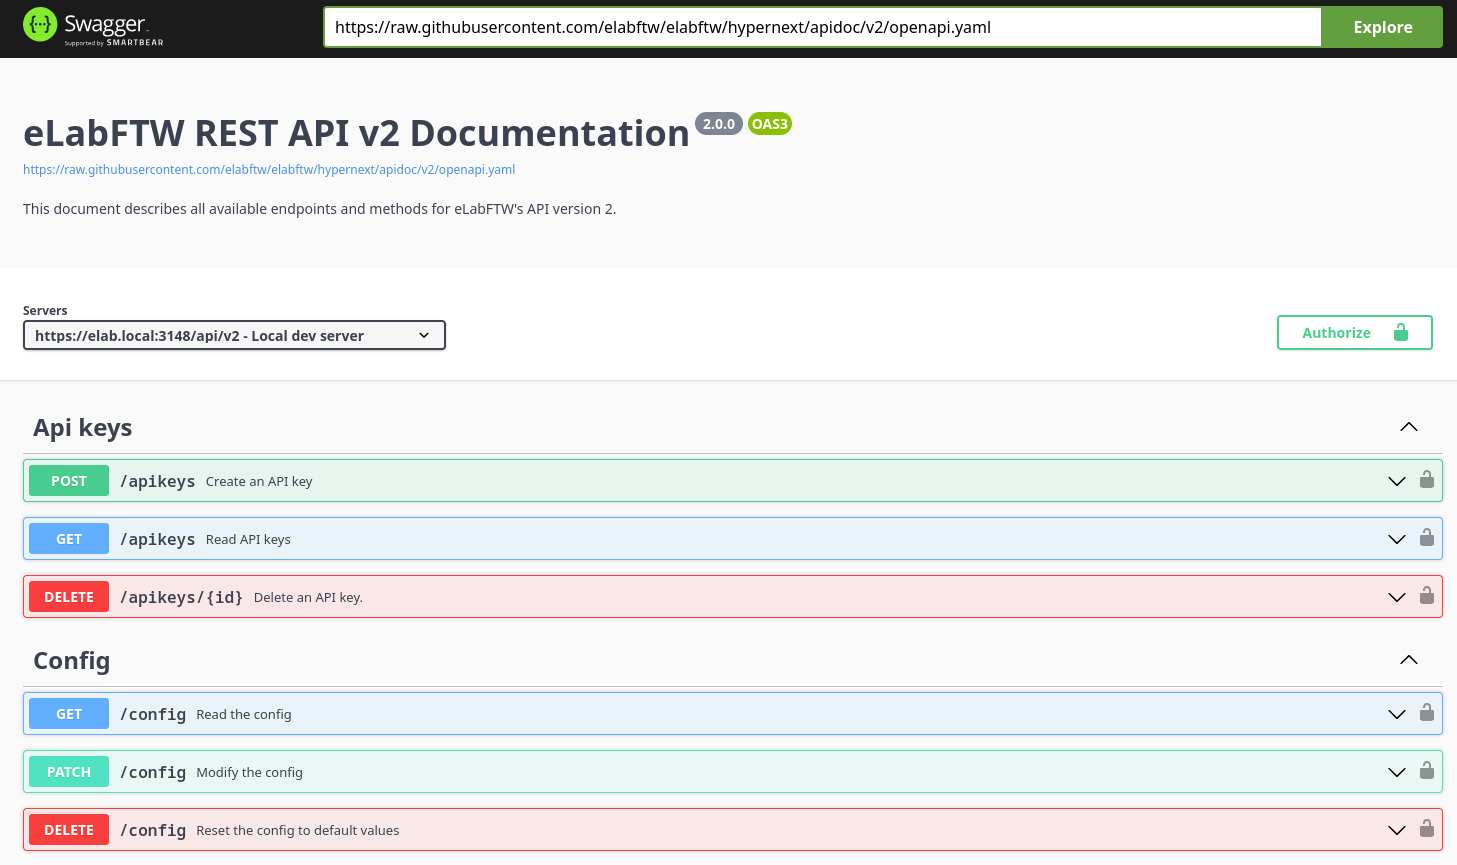 {···} Swagger
Supported by SMARTBEAR
https://raw.githubusercontent.com/elabftw/elabftw/hypernext/apidoc/v2/openapi.yaml
Explore
eLabFTW REST API v2 Documentation 2.0.0 OAS3
https://raw.githubusercontent.com/elabftw/elabftw/hypernext/apidoc/v2/openapi.yaml
This document describes all available endpoints and methods for eLabFTW's API version 2.
Servers
https://elab.local:3148/api/v2 - Local dev server
Authorize
Api keys
POST /apikeys Create an API key
GET /apikeys Read API keys
DELETE /apikeys/{id} Delete an API key.
Config
GET /config Read the config
PATCH /config Modify the config
DELETE /config Reset the config to default values